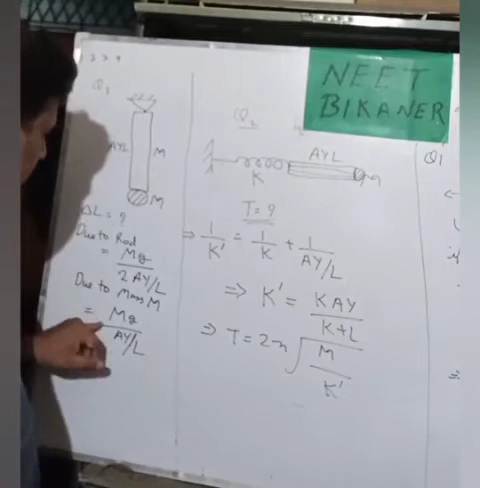 NEET
BIKANER
Q1
AYL M
M
ΔL = ?
Due to Rod
= Mg
2AY/L
Due to Mass M
= Mg
AY/L
Q2
AYL
K
M
T = ?
⇒ 1/K' = 1/K + 1/AY/L
⇒ K' = KAY
K+L
⇒ T = 2π√M/K'
Q1